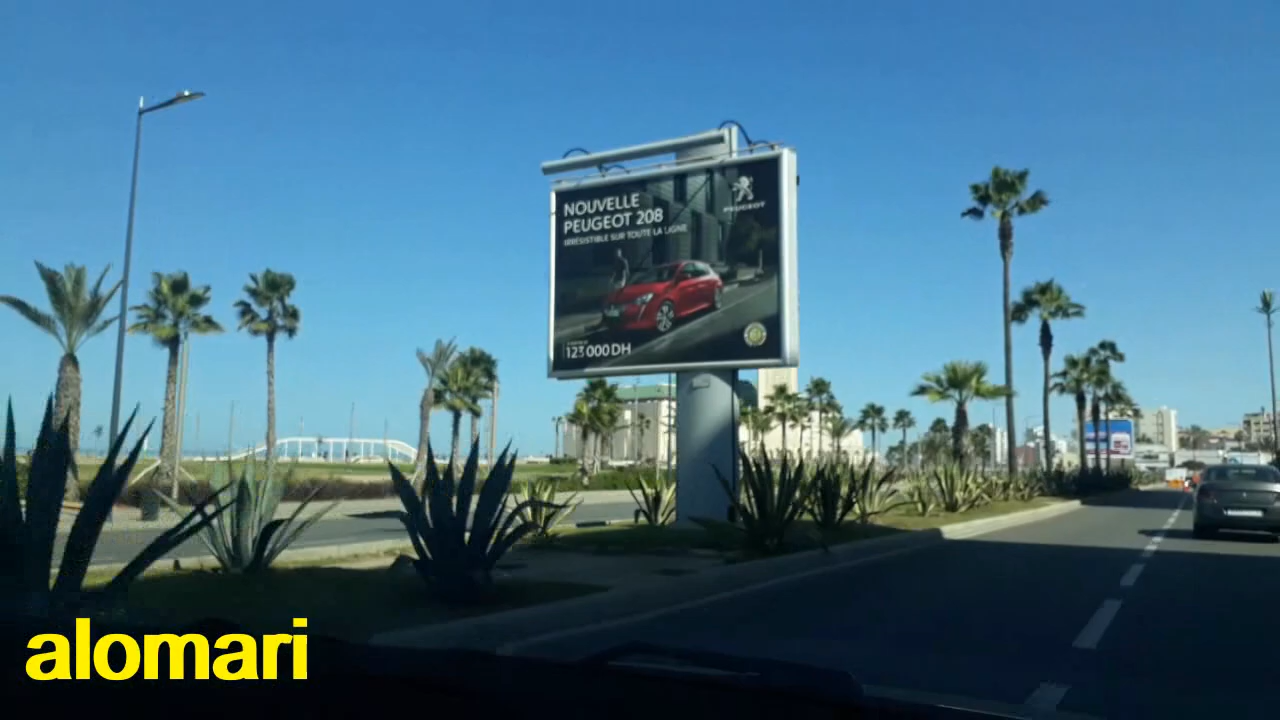 NOUVELLE
PEUGEOT 208
IRRÉSISTIBLE SUR TOUTE LA LIGNE
PEUGEOT
123 000 DH
alomari